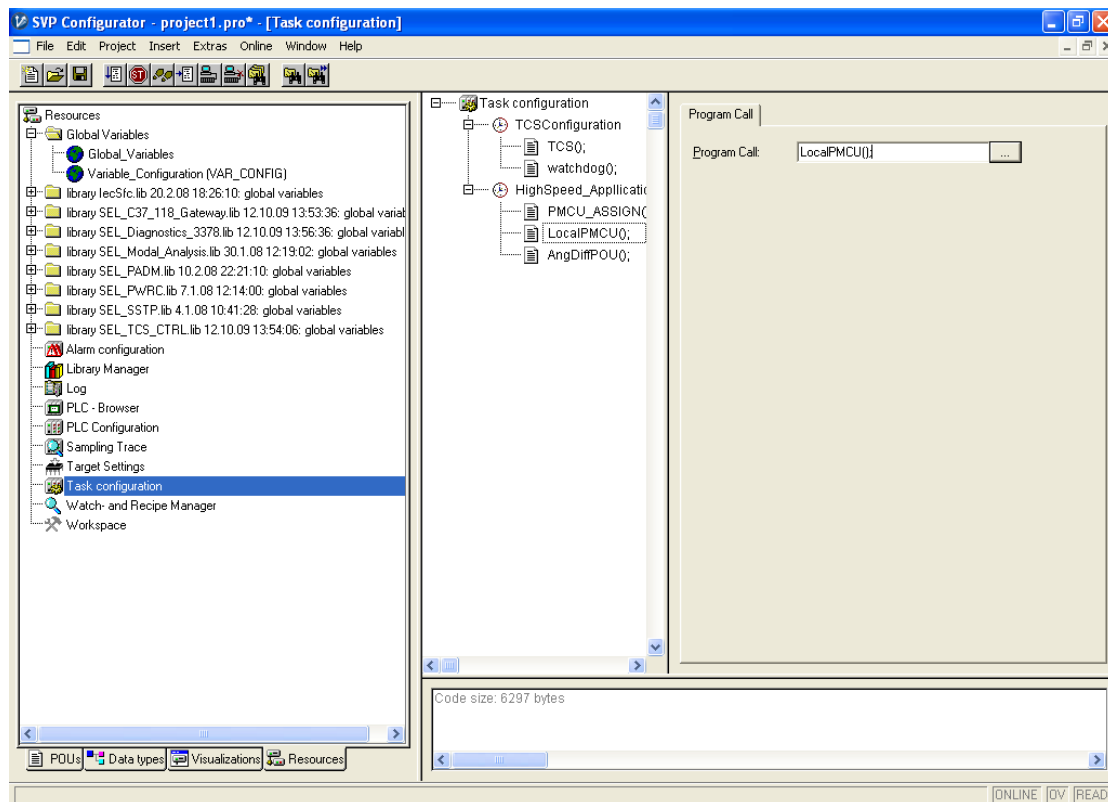 SVP Configurator - project1.pro* - [Task configuration]
File Edit Project Insert Extras Online Window Help
Resources
Global Variables
Global_Variables
Variable_Configuration (VAR_CONFIG)
library Iecsfc.lib 20.2.08 18:26:10: global variables
library SEL_C37_118_Gateway.lib 12.10.09 13:53:36: global variat
library SEL_Diagnostics_3378.lib 12.10.09 13:56:36: global variabl
library SEL_Modal_Analysis.lib 30.1.08 12:19:02: global variables
library SEL_PADM.lib 10.2.08 22:21:10: global variables
library SEL_PWRC.lib 7.1.08 12:14:00: global variables
library SEL_SSTP.lib 4.1.08 10:41:28: global variables
library SEL_TCS_CTRL.lib 12.10.09 13:54:06: global variables
Alarm configuration
Library Manager
Log
PLC - Browser
PLC Configuration
Sampling Trace
Target Settings
Task configuration
Watch- and Recipe Manager
Workspace
POUs Data types Visualizations Resources
Task configuration
TCSConfiguration
TCS();
watchdog();
HighSpeed_Appllicatic
PMCU_ASSIGN(
LocalPMCU();
AngDiffPOU();
Program Call
Program Call: LocalPMCU(); ...
Code size: 6297 bytes
ONLINE OV READ